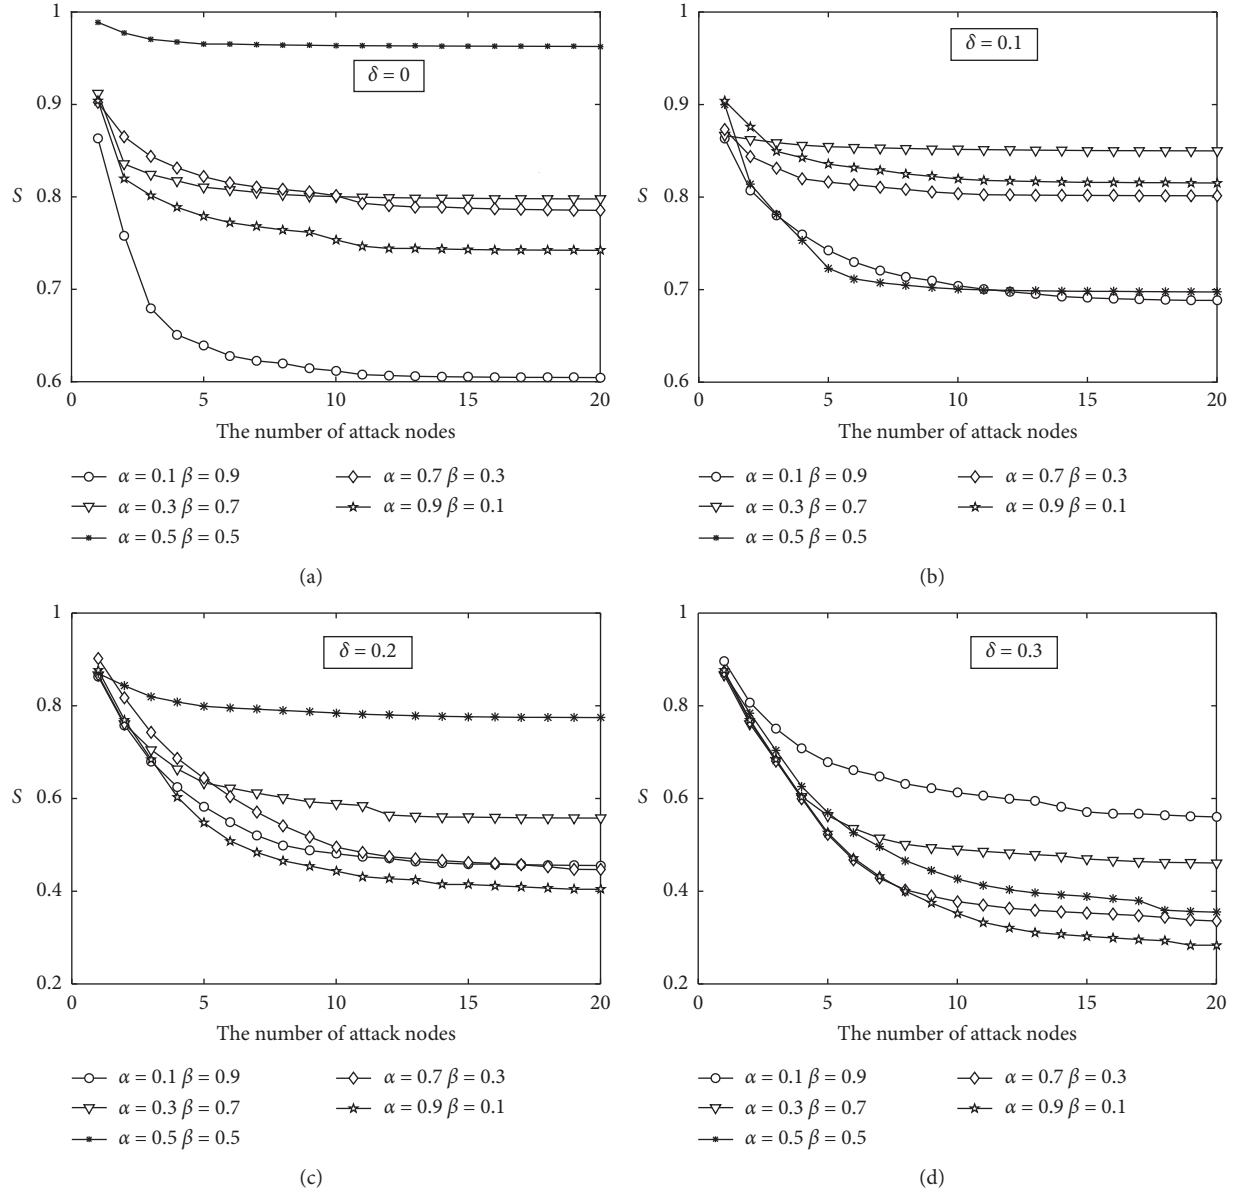 1
0.9
0.8
0.7
0.6
S
δ = 0
0 5 10 15 20
The number of attack nodes
α = 0.1 β = 0.9
α = 0.3 β = 0.7
α = 0.5 β = 0.5
α = 0.7 β = 0.3
α = 0.9 β = 0.1
(a)
1
0.9
0.8
0.7
0.6
S
δ = 0.1
0 5 10 15 20
The number of attack nodes
α = 0.1 β = 0.9
α = 0.3 β = 0.7
α = 0.5 β = 0.5
α = 0.7 β = 0.3
α = 0.9 β = 0.1
(b)
1
0.8
0.6
0.4
0.2
S
δ = 0.2
0 5 10 15 20
The number of attack nodes
α = 0.1 β = 0.9
α = 0.3 β = 0.7
α = 0.5 β = 0.5
α = 0.7 β = 0.3
α = 0.9 β = 0.1
(c)
1
0.8
0.6
0.4
0.2
S
δ = 0.3
0 5 10 15 20
The number of attack nodes
α = 0.1 β = 0.9
α = 0.3 β = 0.7
α = 0.5 β = 0.5
α = 0.7 β = 0.3
α = 0.9 β = 0.1
(d)